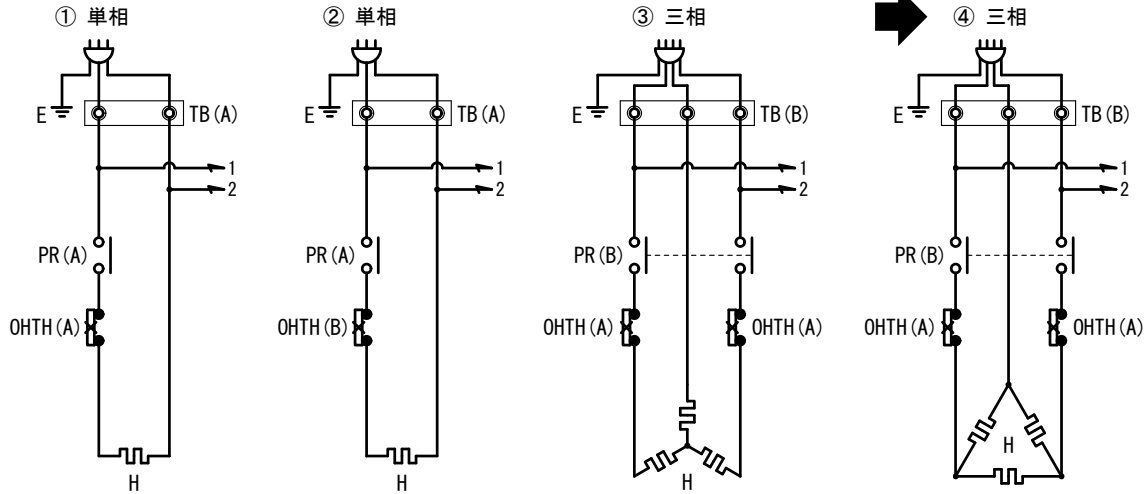 ① 単相
② 単相
③ 三相
④ 三相
E
TB(A)
E
TB(A)
E
TB(B)
E
TB(B)
1
1
1
1
2
2
2
2
PR(A)
PR(A)
PR(B)
PR(B)
OHTH(A)
OHTH(B)
OHTH(A)
OHTH(A)
OHTH(A)
OHTH(A)
H
H
H
H